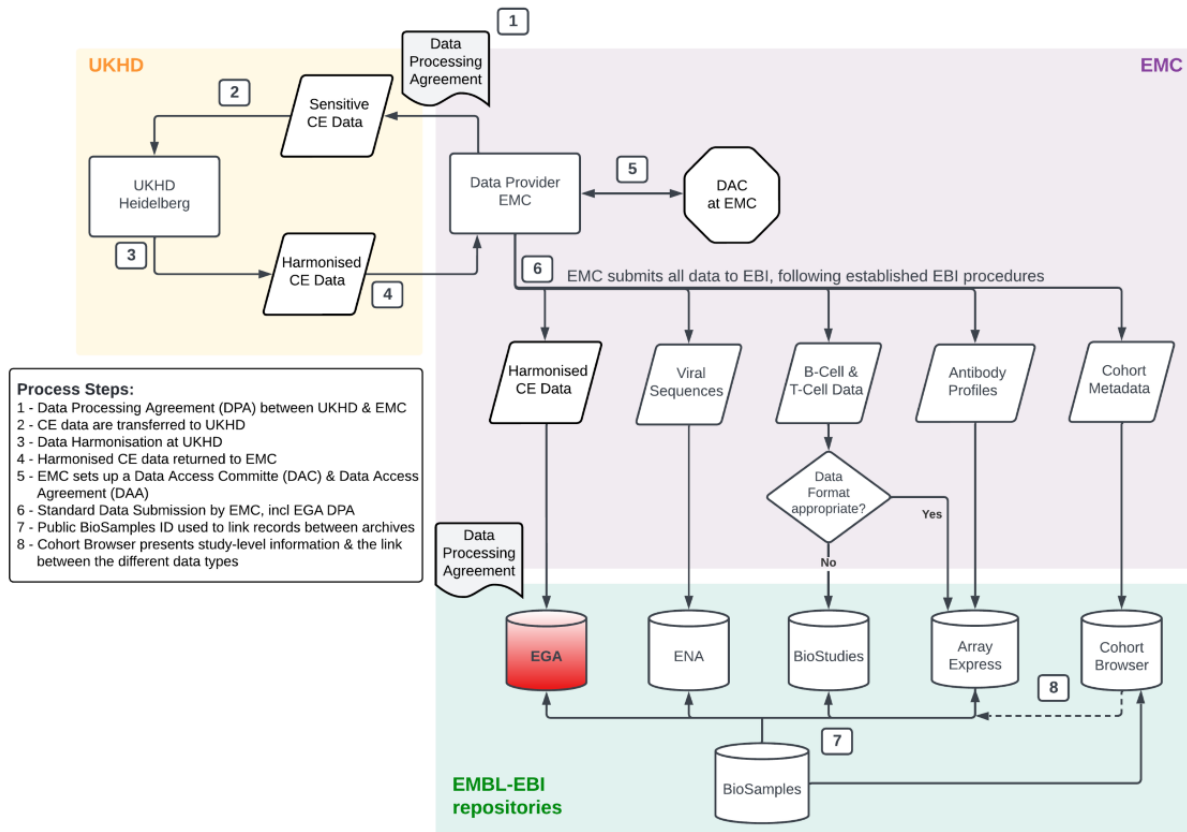 1
Data
Processing
Agreement
UKHD
EMC
2
Sensitive
CE Data
UKHD
Heidelberg
Data Provider
EMC
5
DAC
at EMC
3
Harmonised
CE Data
4
6
EMC submits all data to EBI, following established EBI procedures
Harmonised
CE Data
Viral
Sequences
B-Cell &
T-Cell Data
Antibody
Profiles
Cohort
Metadata
Process Steps:
1 - Data Processing Agreement (DPA) between UKHD & EMC
2 - CE data are transferred to UKHD
3 - Data Harmonisation at UKHD
4 - Harmonised CE data returned to EMC
5 - EMC sets up a Data Access Committe (DAC) & Data Access
Agreement (DAA)
6 - Standard Data Submission by EMC, incl EGA DPA
7 - Public BioSamples ID used to link records between archives
8 - Cohort Browser presents study-level information & the link
between the different data types
Data
Format
appropriate?
Yes
No
Data
Processing
Agreement
EGA
ENA
BioStudies
Array
Express
Cohort
Browser
8
7
BioSamples
EMBL-EBI
repositories